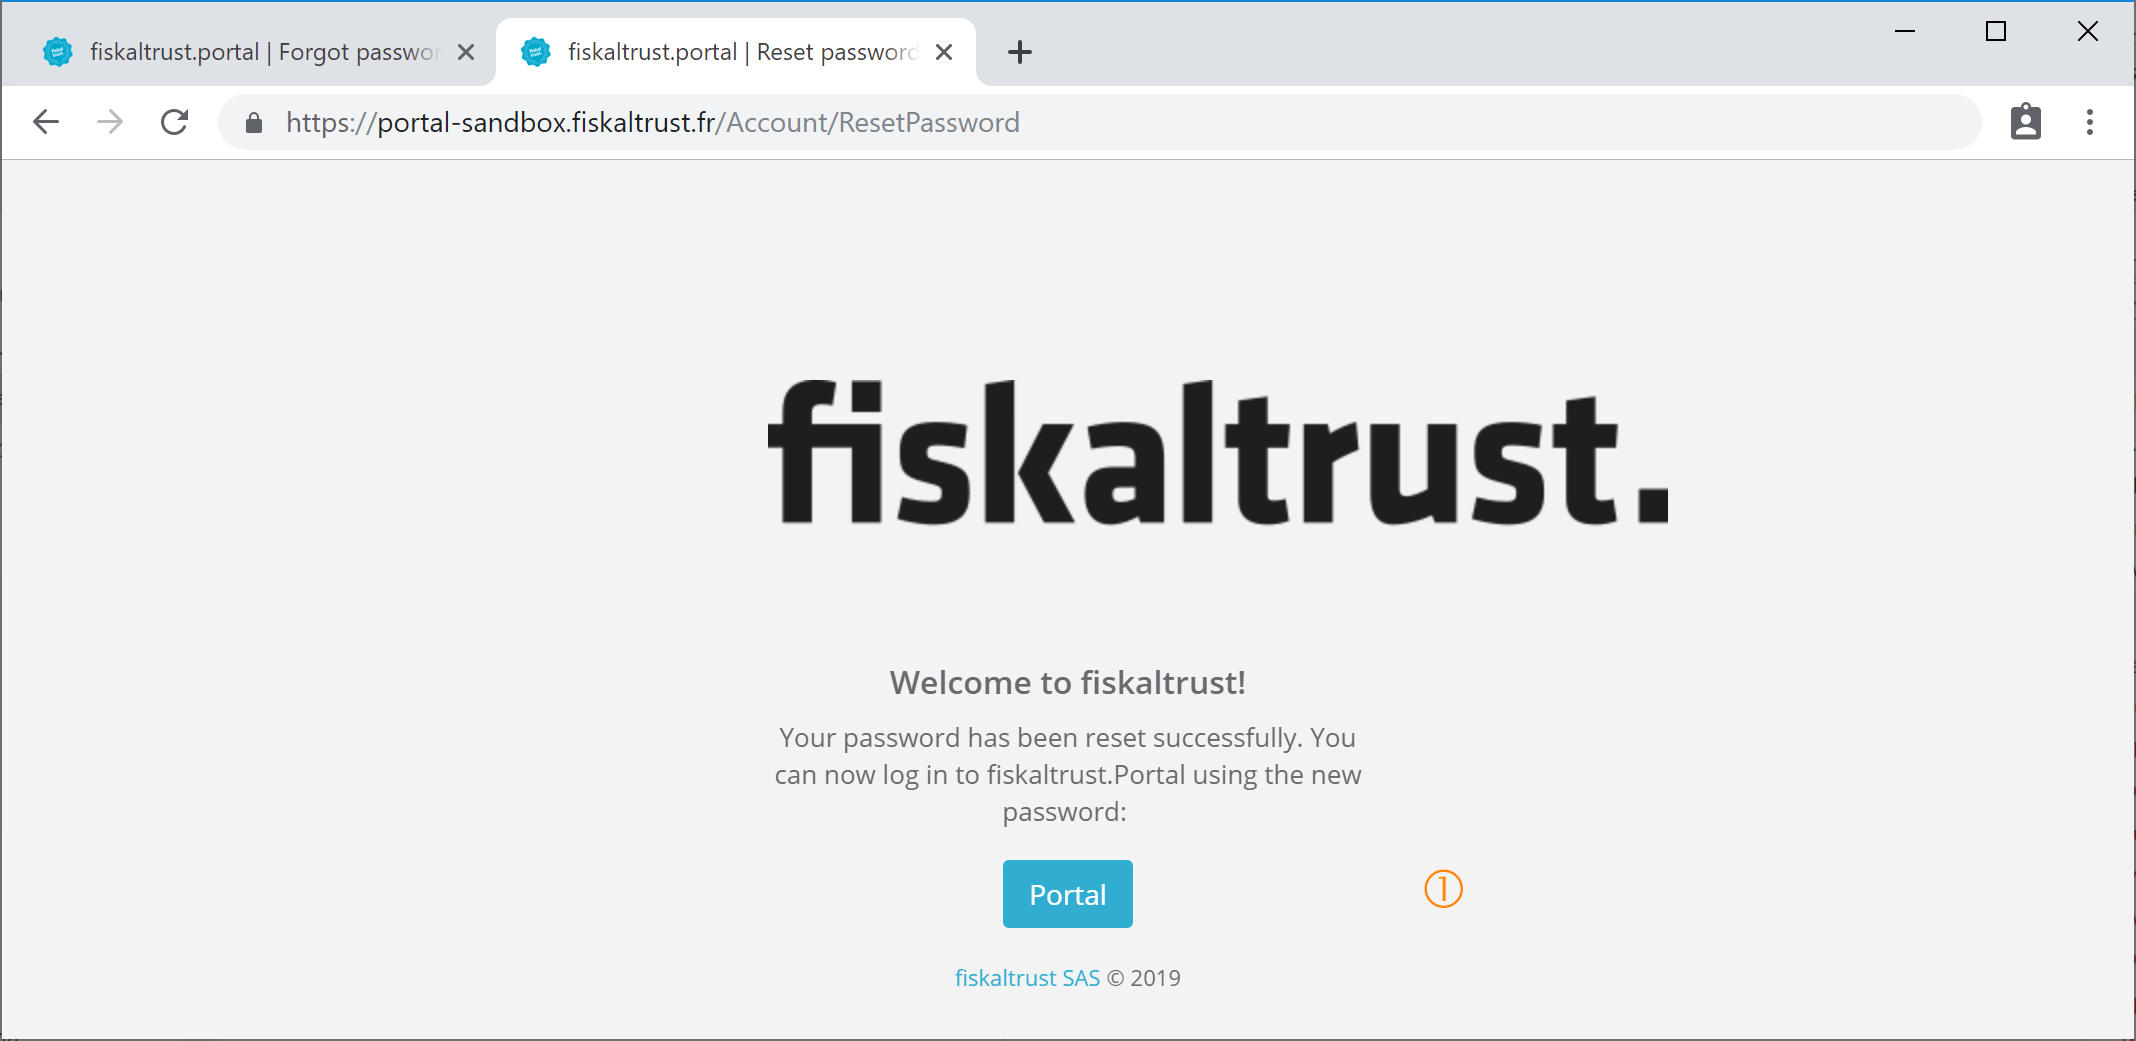 fiskaltrust.portal | Forgot passwor
fiskaltrust.portal | Reset password
https://portal-sandbox.fiskaltrust.fr/Account/ResetPassword
fiskaltrust.
Welcome to fiskaltrust!
Your password has been reset successfully. You
can now log in to fiskaltrust.Portal using the new
password:
Portal
①
fiskaltrust SAS © 2019